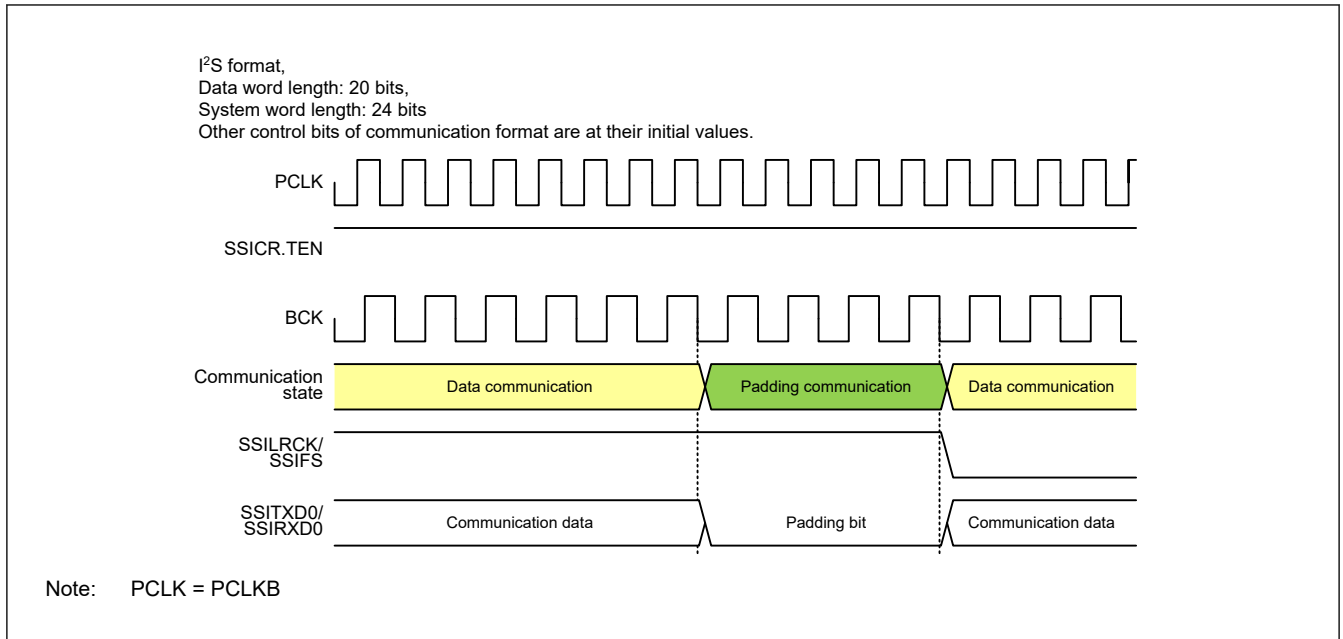 I²S format,
Data word length: 20 bits,
System word length: 24 bits
Other control bits of communication format are at their initial values.
PCLK
SSICR.TEN
BCK
Communication
state
Data communication
Padding communication
Data communication
SSILRCK/
SSIFS
SSITXD0/
SSIRXD0
Communication data
Padding bit
Communication data
Note: PCLK = PCLKB